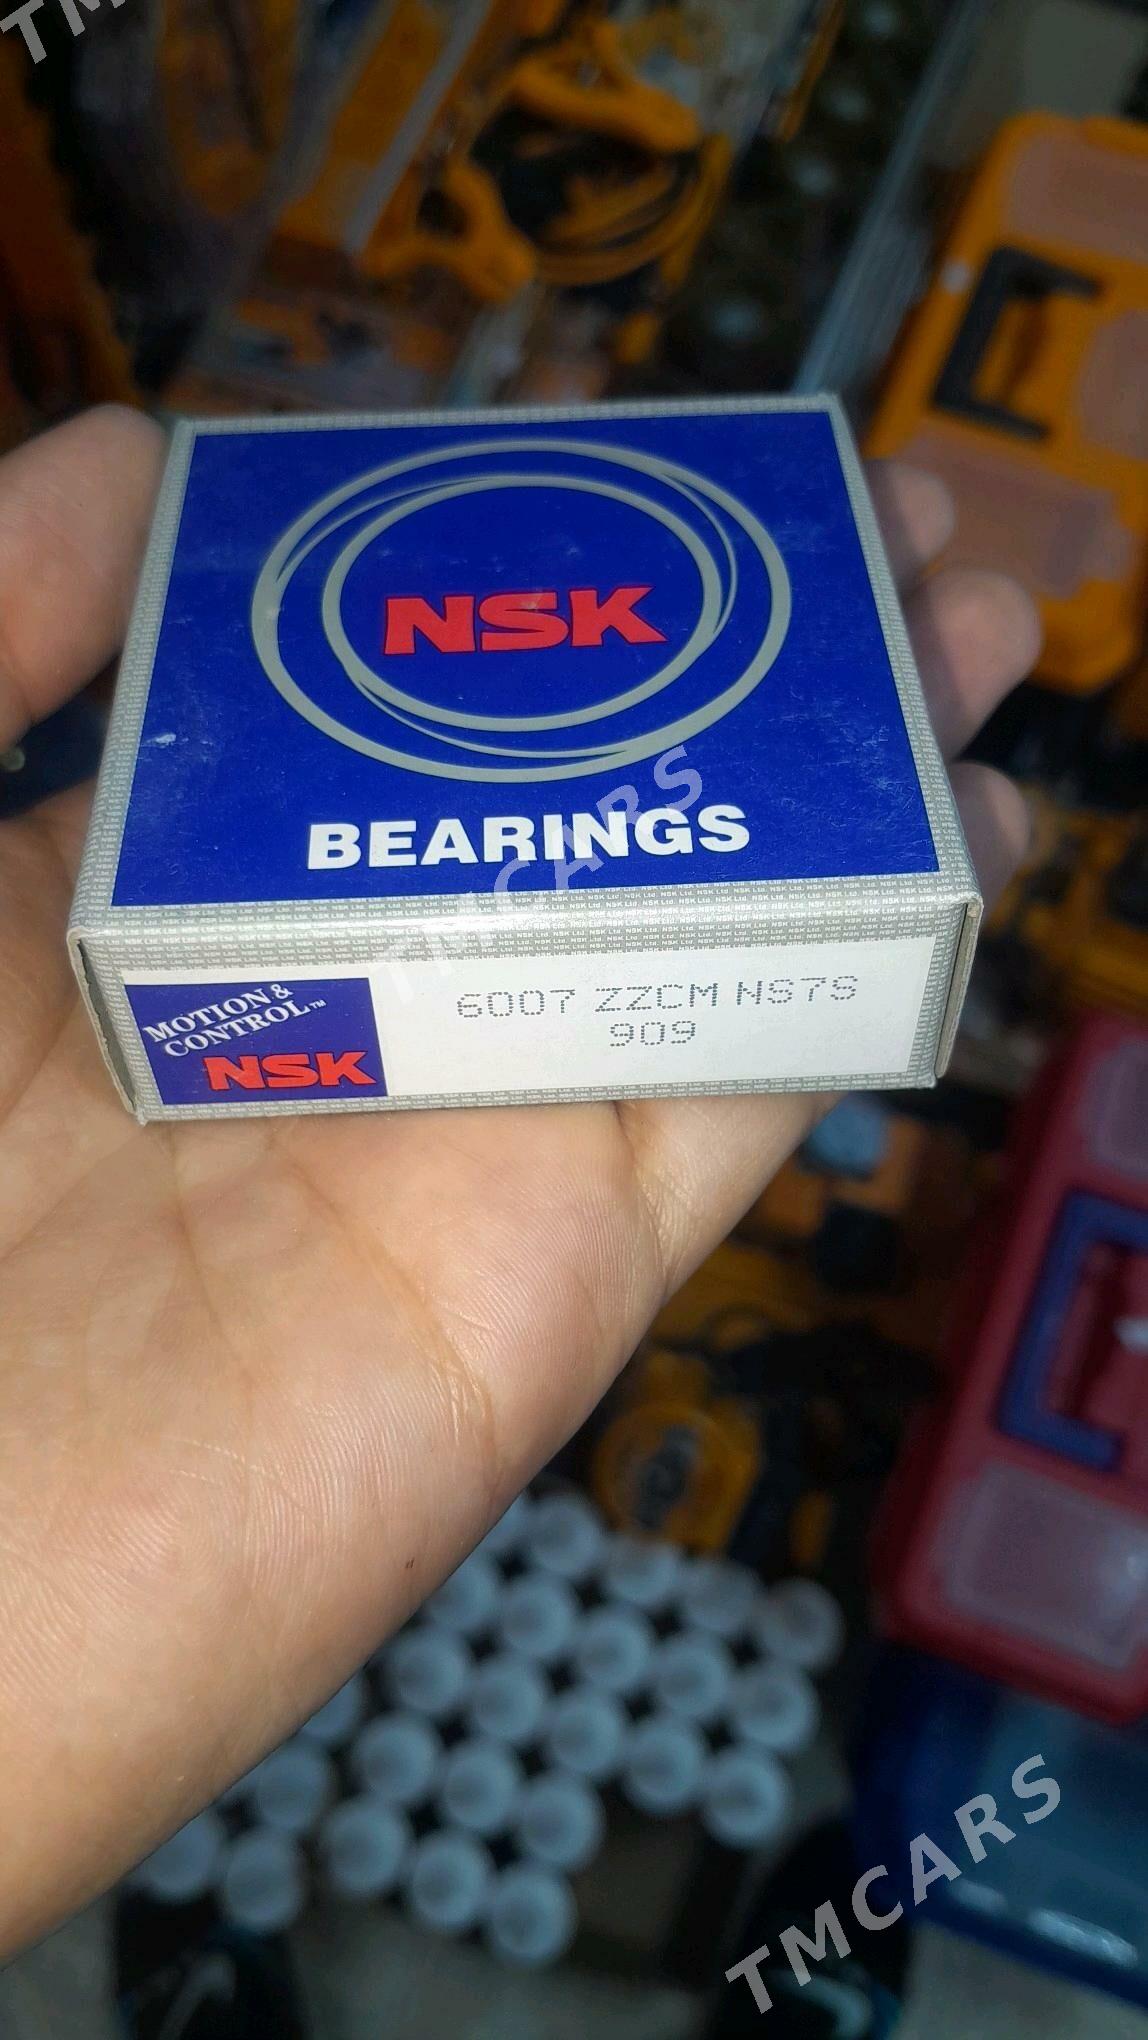 NSK
BEARINGS
MOTION &
CONTROL™
NSK
6007 ZZCM NS7S
909
TMCARS
TMCARS